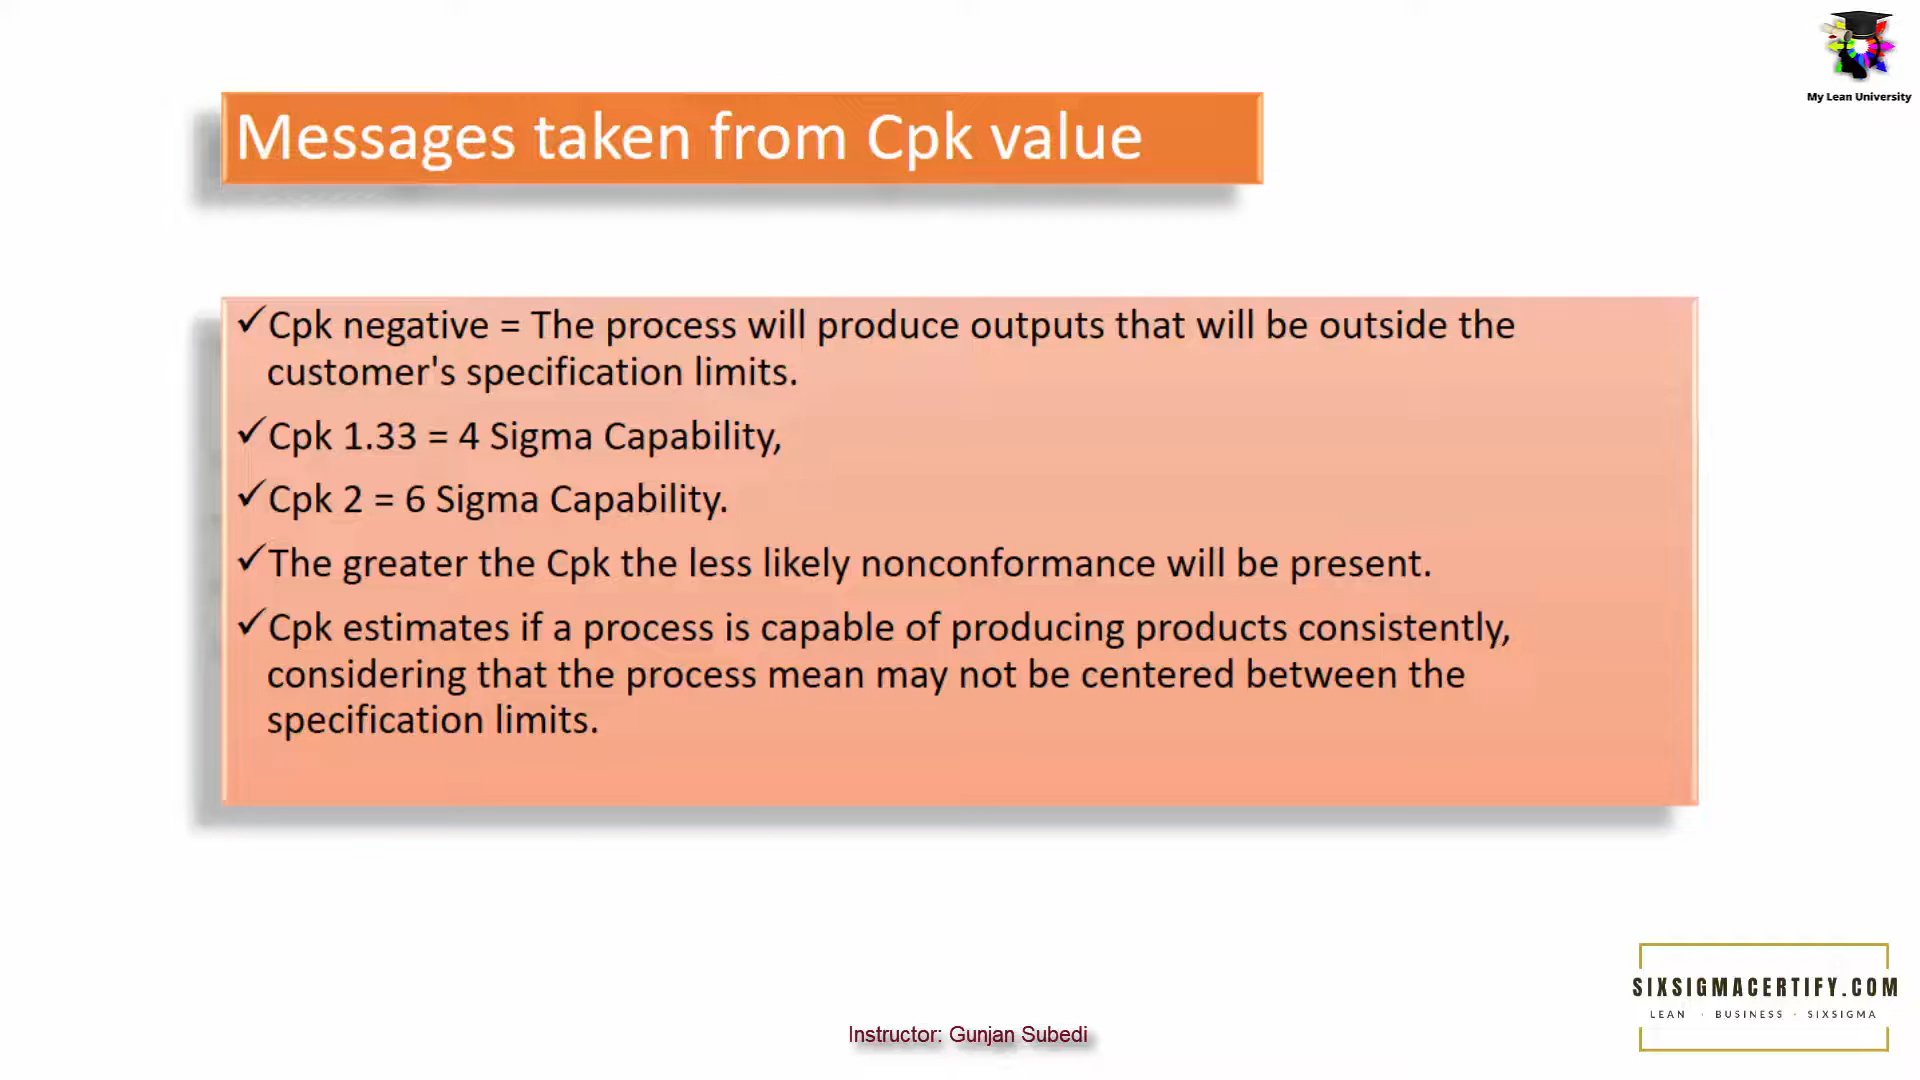 My Lean University
Messages taken from Cpk value
✓Cpk negative = The process will produce outputs that will be outside the
customer's specification limits.
✓Cpk 1.33 = 4 Sigma Capability,
✓Cpk 2 = 6 Sigma Capability.
✓The greater the Cpk the less likely nonconformance will be present.
✓Cpk estimates if a process is capable of producing products consistently,
considering that the process mean may not be centered between the
specification limits.
SIXSIGMACERTIFY.COM
LEAN · BUSINESS · SIXSIGMA
Instructor: Gunjan Subedi